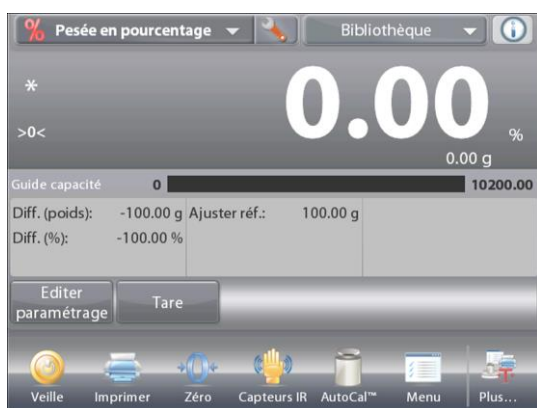 % Pesée en pourcentage Bibliothèque
*
0.00 %
>0<
0.00 g
Guide capacité 0 10200.00
Diff. (poids): -100.00 g Ajuster réf.: 100.00 g
Diff. (%): -100.00 %
Editer paramétrage Tare
Veille Imprimer Zéro Capteurs IR AutoCal™ Menu Plus...